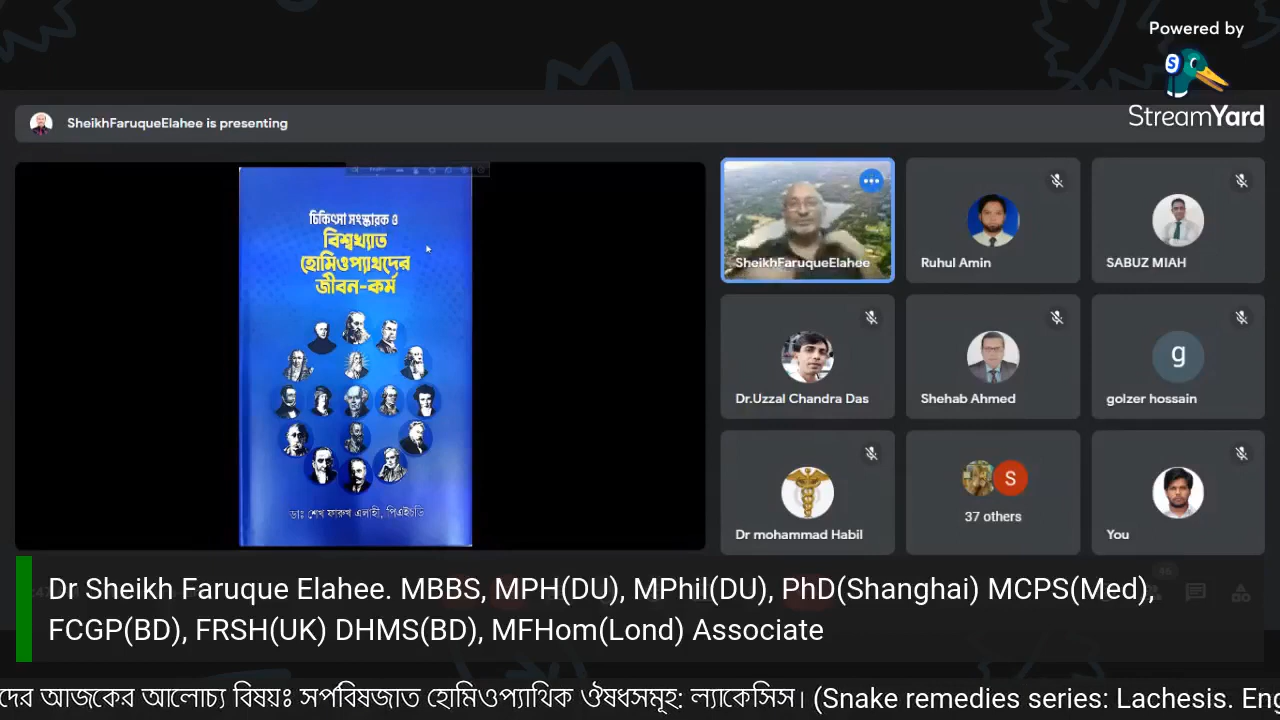 Powered by
StreamYard
SheikhFaruqueElahee is presenting
চিকিৎসা সংস্কারক ও
বিশ্বখ্যাত
হোমিওপ্যাথদের
জীবন-কর্ম
ডাঃ শেখ ফারুখ এলাহী, পিএইচডি
SheikhFaruqueElahee
Ruhul Amin
SABUZ MIAH
Dr.Uzzal Chandra Das
Shehab Ahmed
g
golzer hossain
Dr mohammad Habil
S
37 others
You
Dr Sheikh Faruque Elahee. MBBS, MPH(DU), MPhil(DU), PhD(Shanghai) MCPS(Med),
FCGP(BD), FRSH(UK) DHMS(BD), MFHom(Lond) Associate
দের আজকের আলোচ্য বিষয়ঃ সর্পবিষজাত হোমিওপ্যাথিক ঔষধসমূহ: ল্যাকেসিস। (Snake remedies series: Lachesis. Eng